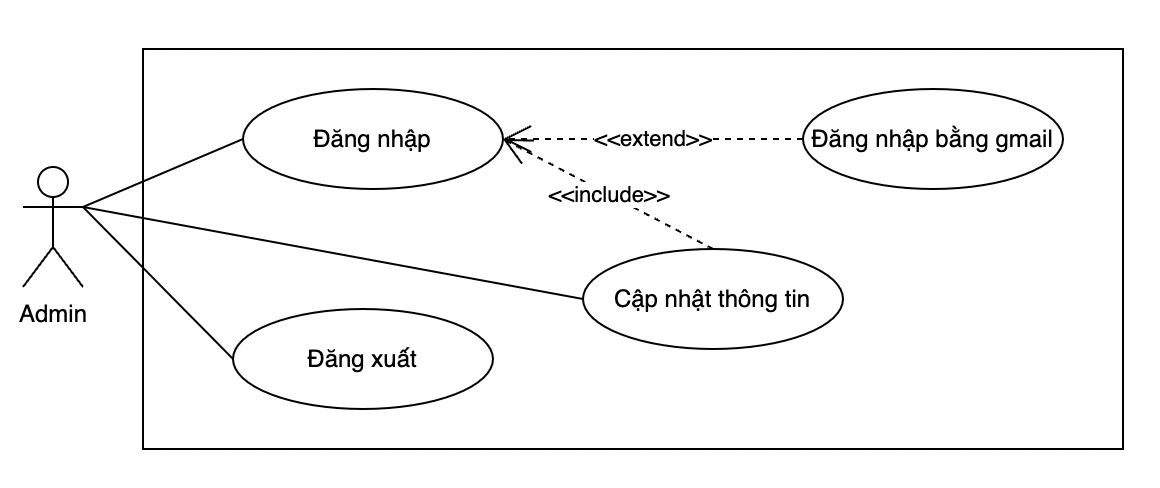 Đăng nhập
<<extend>>
Đăng nhập bằng gmail
<<include>>
Cập nhật thông tin
Admin
Đăng xuất